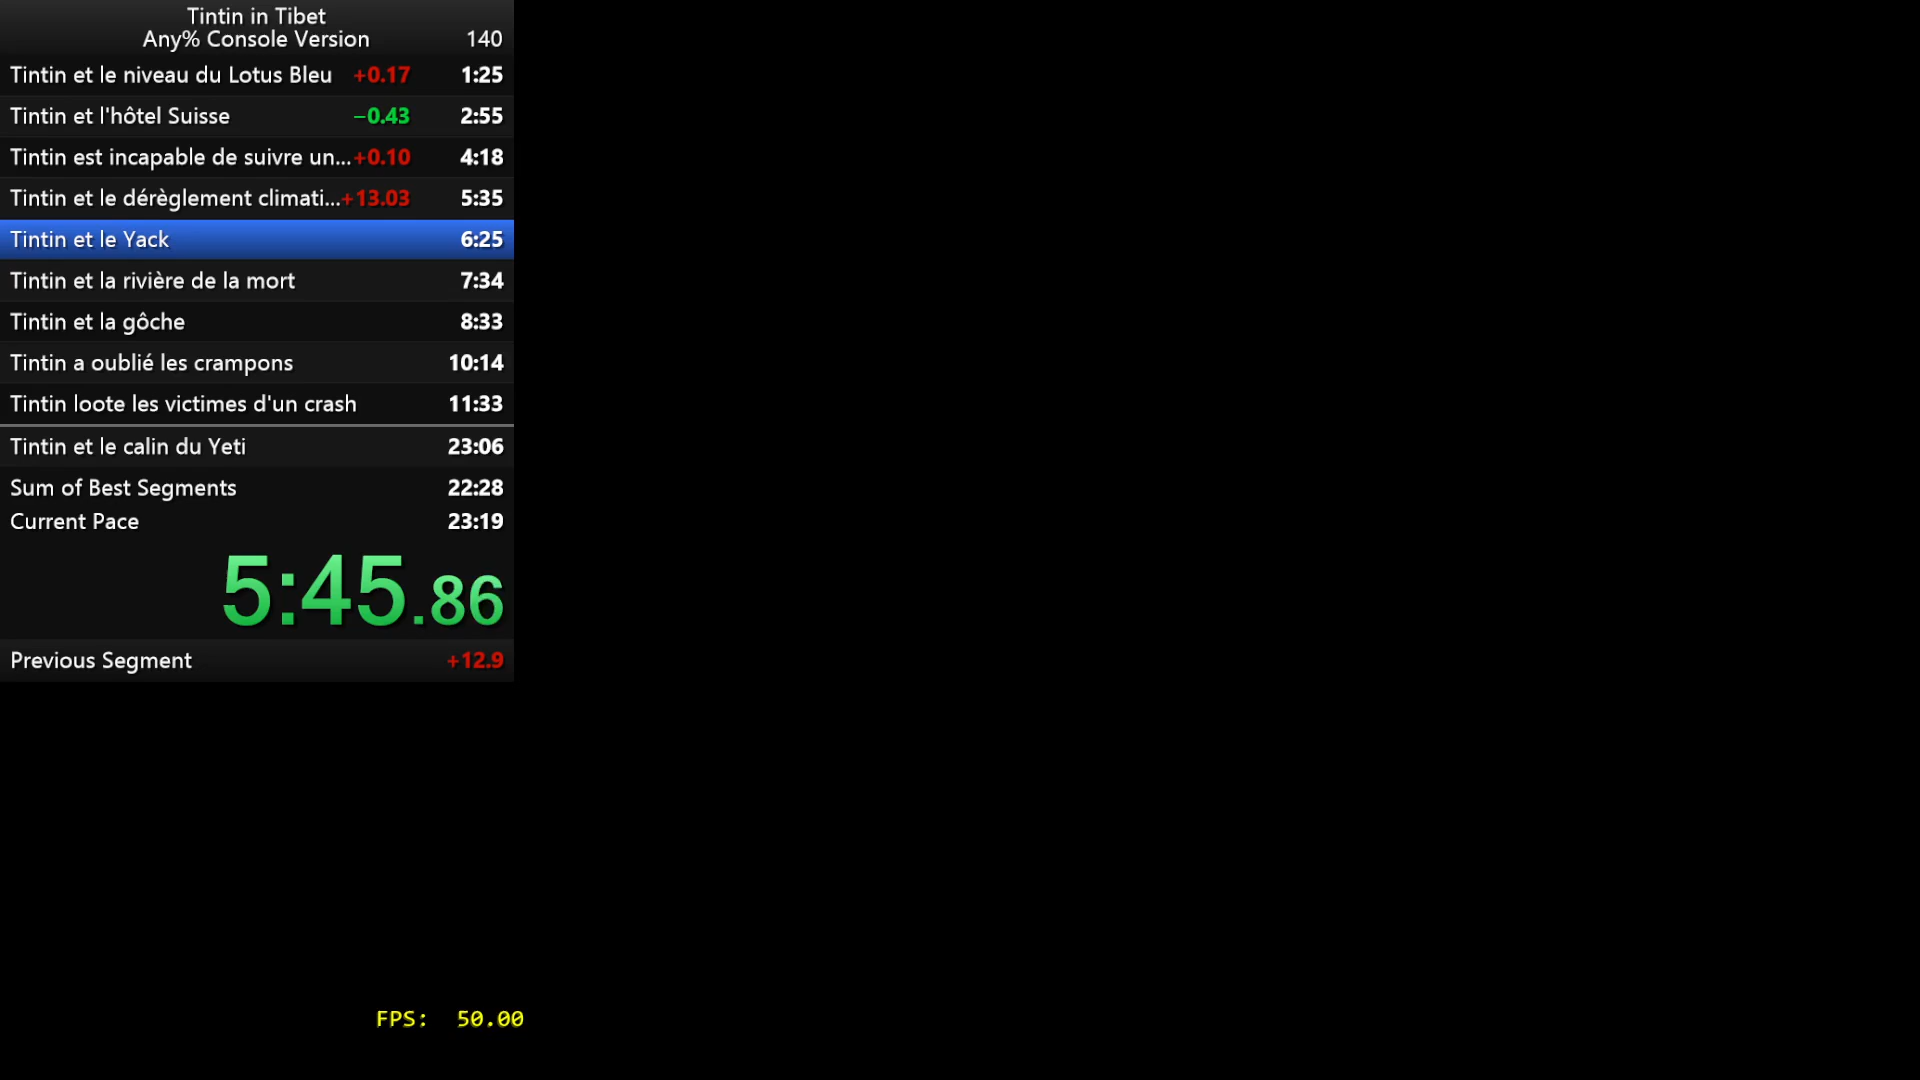 Tintin in Tibet
Any% Console Version 140
Tintin et le niveau du Lotus Bleu +0.17 1:25
Tintin et l'hôtel Suisse −0.43 2:55
Tintin est incapable de suivre un... +0.10 4:18
Tintin et le dérèglement climati... +13.03 5:35
Tintin et le Yack 6:25
Tintin et la rivière de la mort 7:34
Tintin et la gôche 8:33
Tintin a oublié les crampons 10:14
Tintin loote les victimes d'un crash 11:33
Tintin et le calin du Yeti 23:06
Sum of Best Segments 22:28
Current Pace 23:19
5:45.86
Previous Segment +12.9
FPS: 50.00